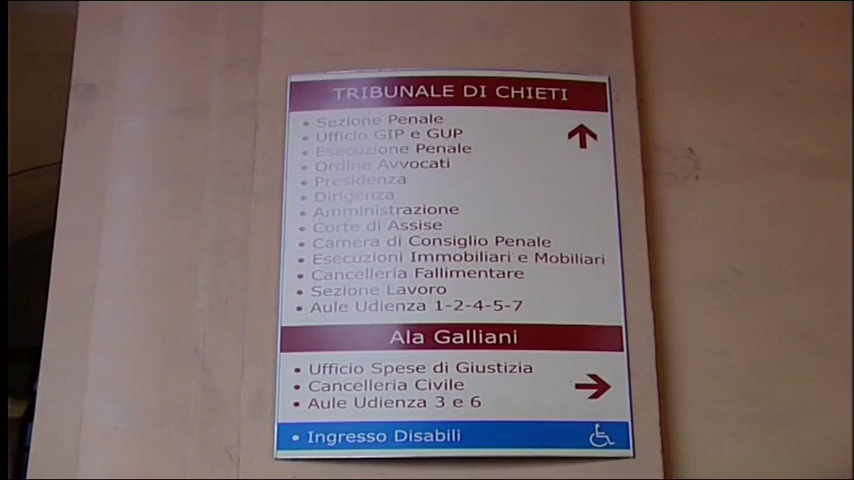 TRIBUNALE DI CHIETI
• Sezione Penale
• Ufficio GIP e GUP
• Esecuzione Penale
• Ordine Avvocati
• Presidenza
• Dirigenza
• Amministrazione
• Corte di Assise
• Camera di Consiglio Penale
• Esecuzioni Immobiliari e Mobiliari
• Cancelleria Fallimentare
• Sezione Lavoro
• Aule Udienza 1-2-4-5-7
Ala Galliani
• Ufficio Spese di Giustizia
• Cancelleria Civile
• Aule Udienza 3 e 6
• Ingresso Disabili